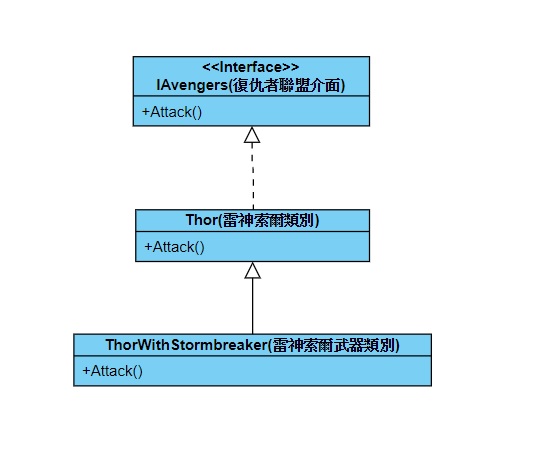 <<Interface>>
IAvengers(復仇者聯盟介面)
+Attack()
Thor(雷神索爾類別)
+Attack()
ThorWithStormbreaker(雷神索爾武器類別)
+Attack()